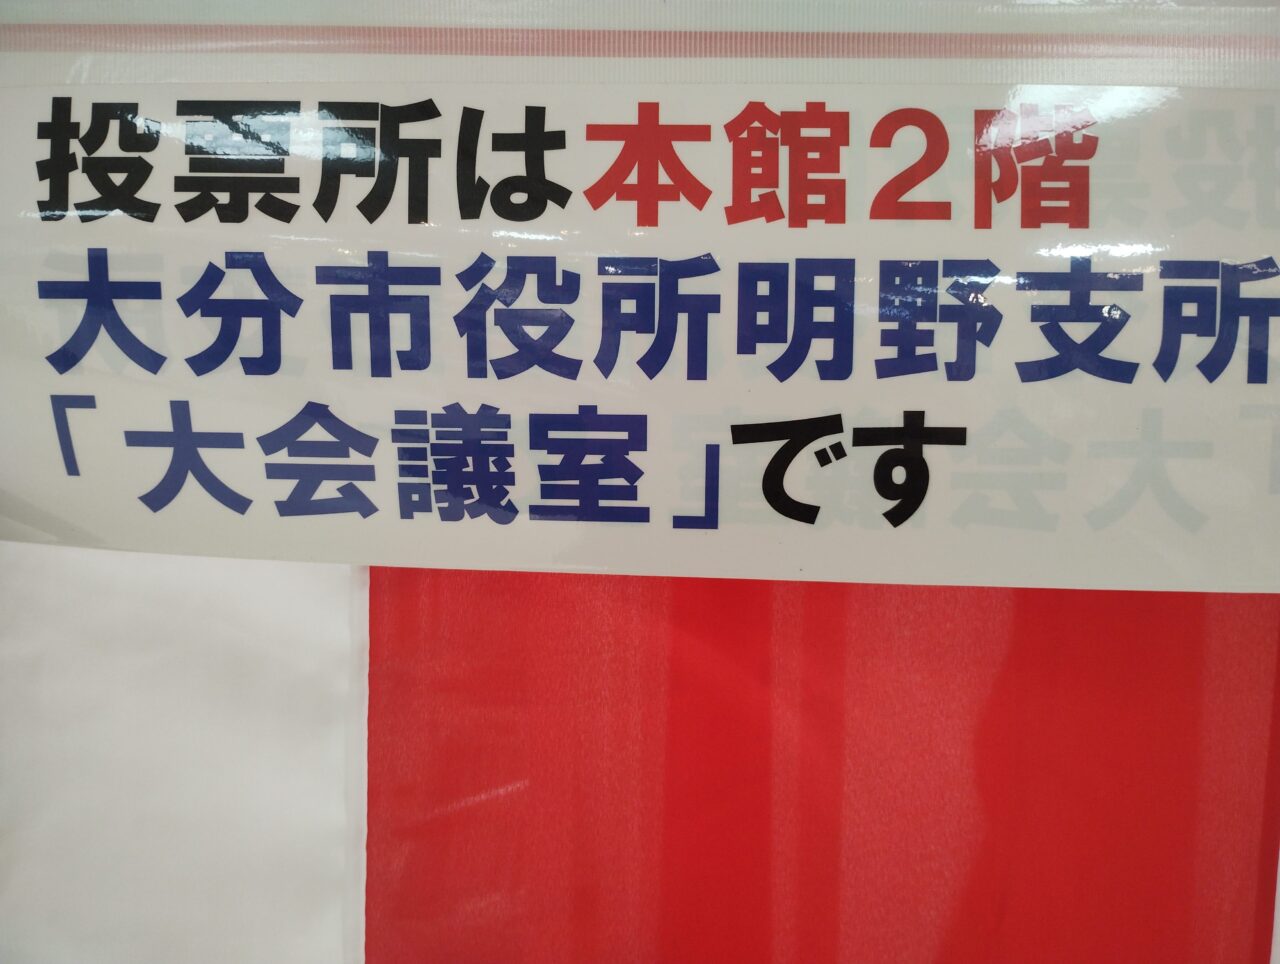 投票所は本館2階
大分市役所明野支所
「大会議室」です